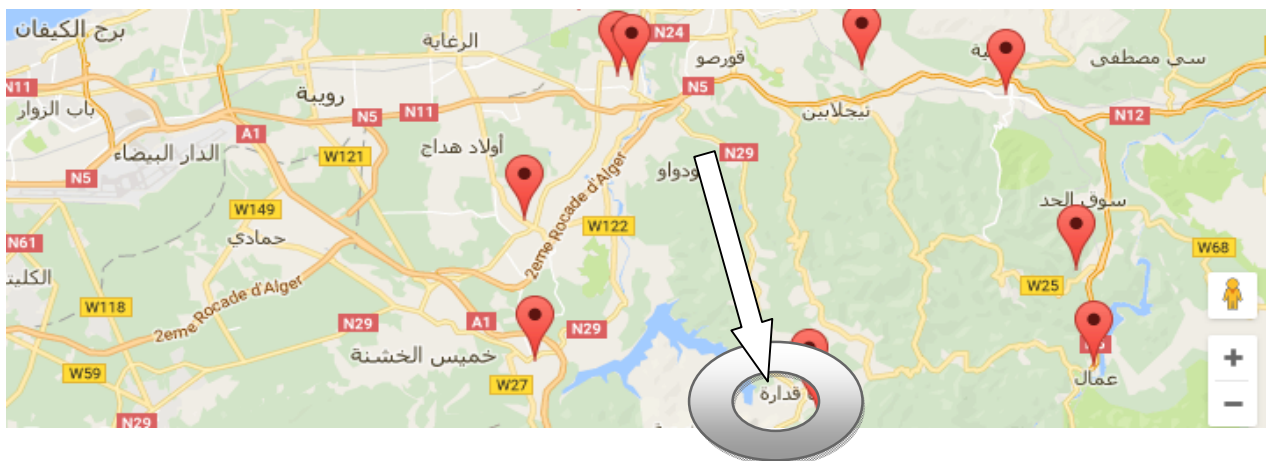 برج الكيفان
الرغاية
N24
قورصو
سي مصطفى
N11
باب الزوار
رويبة
N5
N11
N5
تيجلابين
N12
A1
الدار البيضاء
W121
أولاد هداج
N29
N5
W149
W122
سوق الحد
N61
حمادي
2eme Rocade d'Alger
W68
W118
2eme Rocade d'Alger
W25
N29
A1
N29
خميس الخشنة
W59
W27
قدارة
عمال
N29
+
−